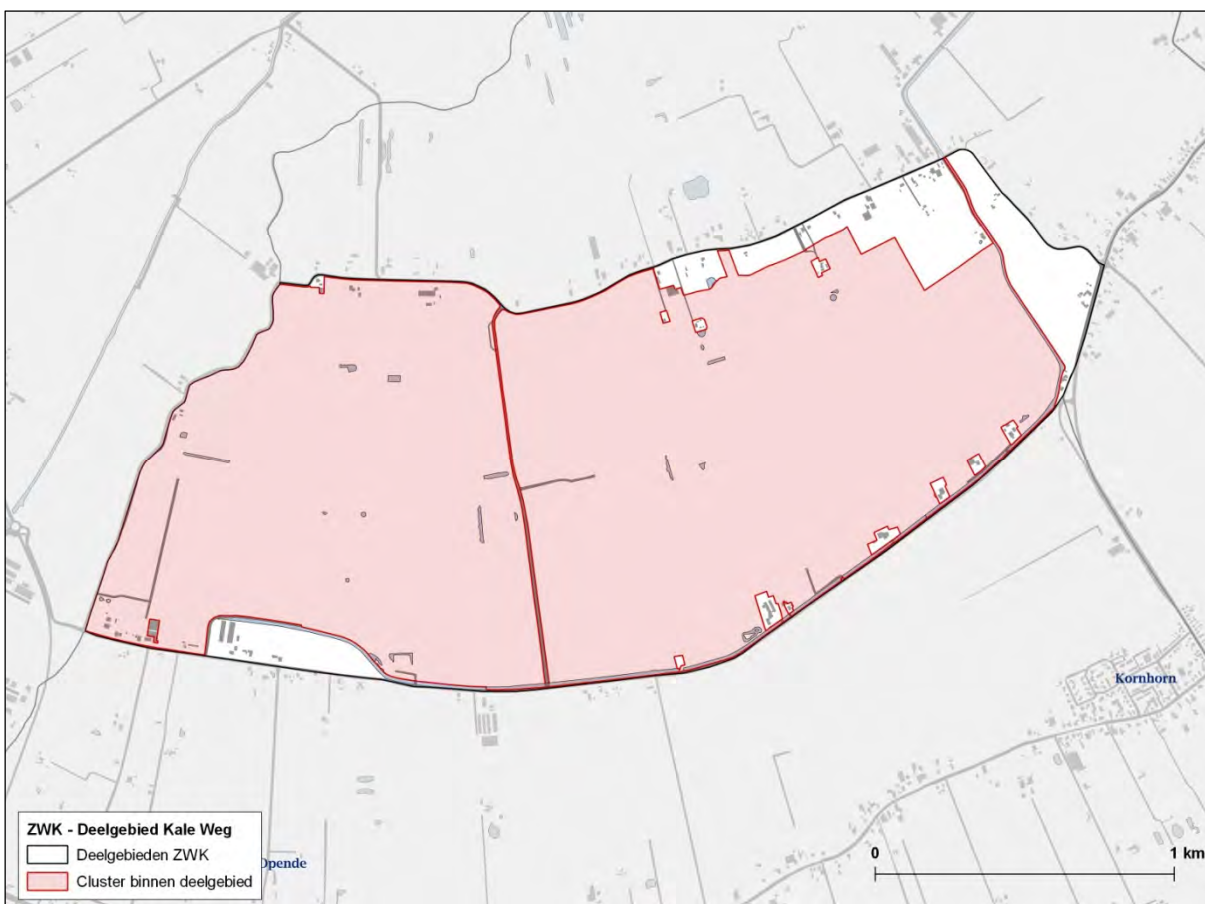 Kornhorn
ZWK - Deelgebied Kale Weg
Deelgebieden ZWK
Cluster binnen deelgebied
Opende
0 1 km